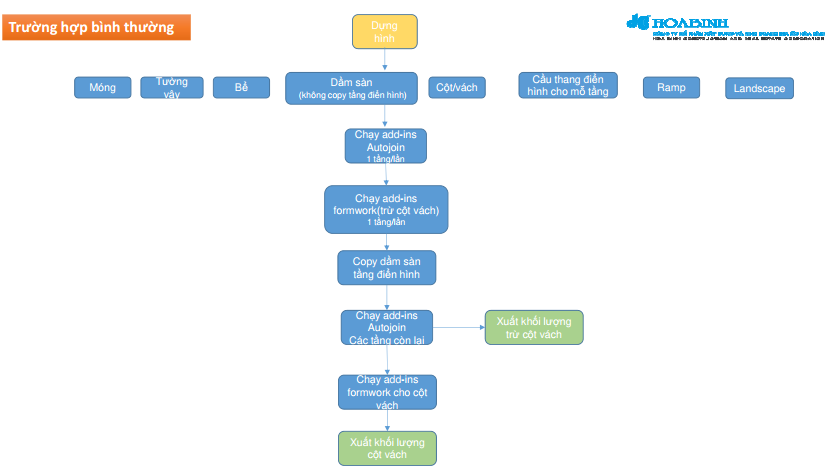 Trường hợp bình thường
Dựng
hình
HOABINH
Móng
Tường
vây
Bể
Dầm sàn
(không copy tầng điển hình)
Cột/vách
Cầu thang điển
hình cho mỗ tầng
Ramp
Landscape
Chạy add-ins
Autojoin
1 tầng/lần
Chạy add-ins
formwork(trừ cột vách)
1 tầng/lần
Copy dầm sàn
tầng điển hình
Chạy add-ins
Autojoin
Các tầng còn lại
Xuất khối lượng
trừ cột vách
Chạy add-ins
formwork cho cột
vách
Xuất khối lượng
cột vách